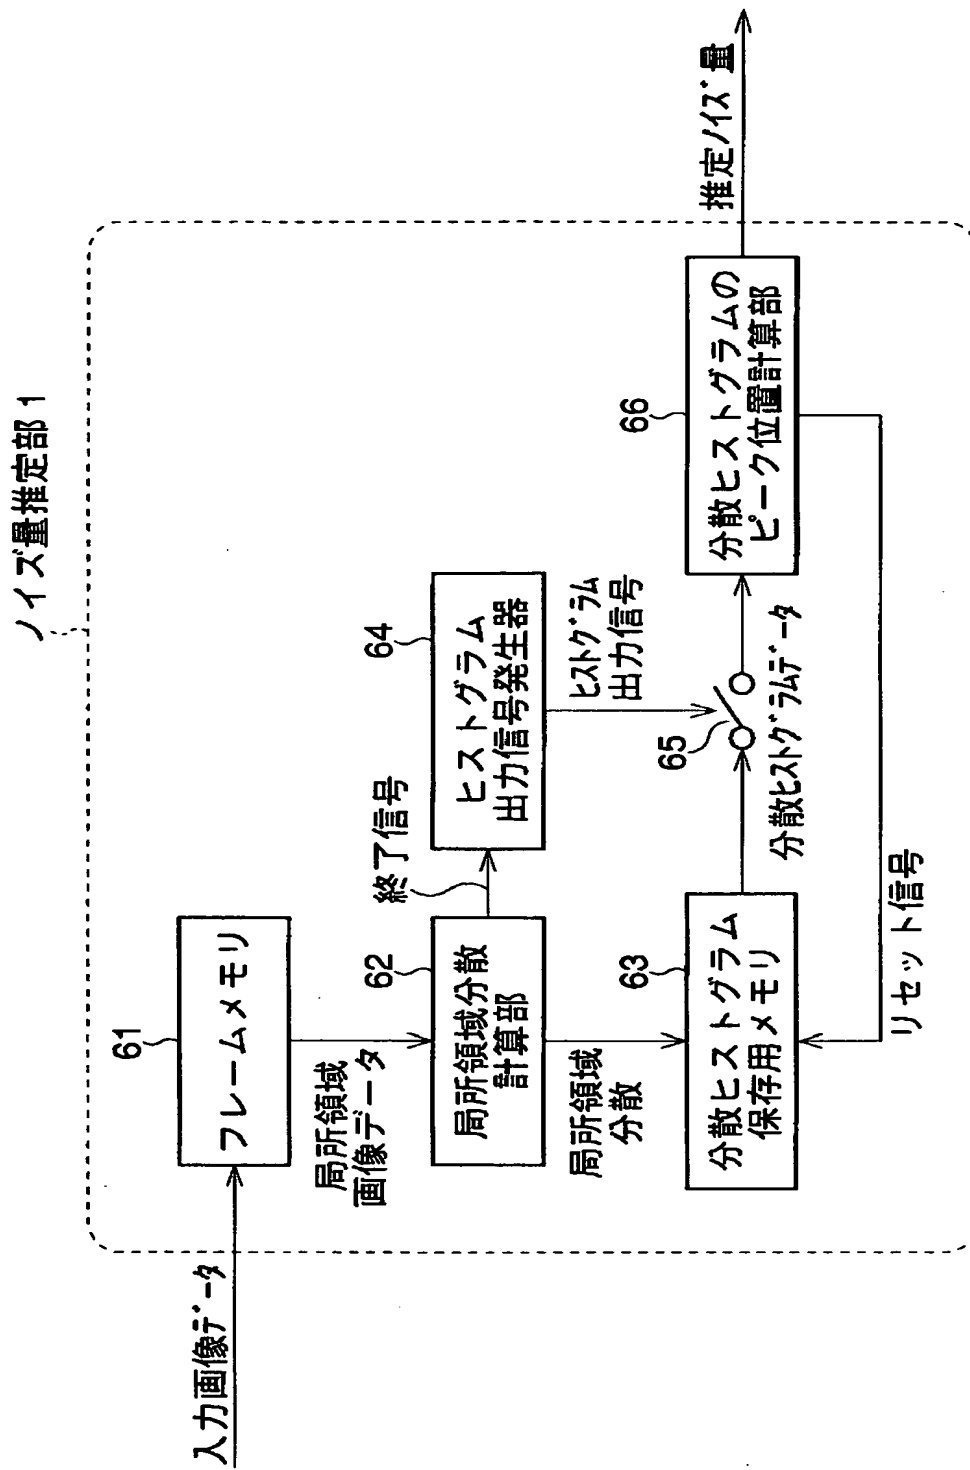 ノイズ量推定部1
入力画像データ
61
フレームメモリ
局所領域
画像データ
62
局所領域分散
計算部
終了信号
64
ヒストグラム
出力信号発生器
局所領域
分散
ヒストグラム
出力信号
63
分散ヒストグラム
保存用メモリ
65
分散ヒストグラムデータ
66
分散ヒストグラムの
ピーク位置計算部
推定ノイズ量
リセット信号